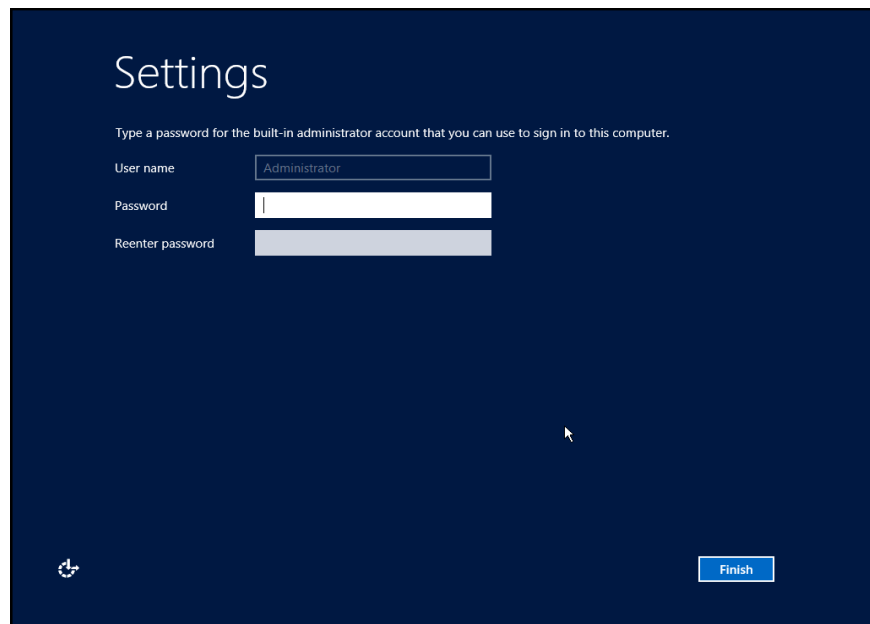 Settings
Type a password for the built-in administrator account that you can use to sign in to this computer.
User name
Administrator
Password
Reenter password
Finish